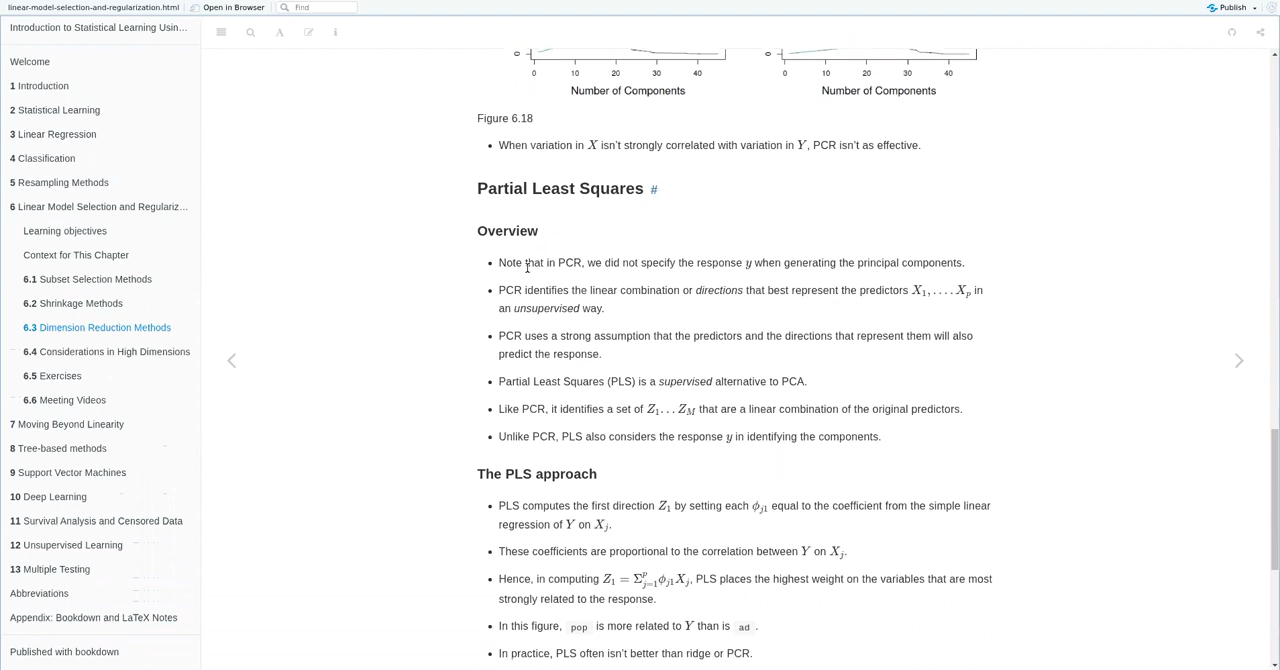 linear-model-selection-and-regularization.html Open in Browser Find Publish
Introduction to Statistical Learning Usin...
Welcome
1 Introduction
2 Statistical Learning
3 Linear Regression
4 Classification
5 Resampling Methods
6 Linear Model Selection and Regulariz...
Learning objectives
Context for This Chapter
6.1 Subset Selection Methods
6.2 Shrinkage Methods
6.3 Dimension Reduction Methods
6.4 Considerations in High Dimensions
6.5 Exercises
6.6 Meeting Videos
7 Moving Beyond Linearity
8 Tree-based methods
9 Support Vector Machines
10 Deep Learning
11 Survival Analysis and Censored Data
12 Unsupervised Learning
13 Multiple Testing
Abbreviations
Appendix: Bookdown and LaTeX Notes
Published with bookdown
0 0
0 10 20 30 40 0 10 20 30 40
Number of Components Number of Components
Figure 6.18
• When variation in X isn't strongly correlated with variation in Y, PCR isn't as effective.
Partial Least Squares #
Overview
• Note that in PCR, we did not specify the response y when generating the principal components.
• PCR identifies the linear combination or directions that best represent the predictors X₁, . . . . Xₚ in
an unsupervised way.
• PCR uses a strong assumption that the predictors and the directions that represent them will also
predict the response.
• Partial Least Squares (PLS) is a supervised alternative to PCA.
• Like PCR, it identifies a set of Z₁ . . . Z_M that are a linear combination of the original predictors.
• Unlike PCR, PLS also considers the response y in identifying the components.
The PLS approach
• PLS computes the first direction Z₁ by setting each ϕⱼ₁ equal to the coefficient from the simple linear
regression of Y on Xⱼ.
• These coefficients are proportional to the correlation between Y on Xⱼ.
• Hence, in computing Z₁ = Σᵖⱼ₌₁ϕⱼ₁Xⱼ, PLS places the highest weight on the variables that are most
strongly related to the response.
• In this figure, pop is more related to Y than is ad .
• In practice, PLS often isn't better than ridge or PCR.